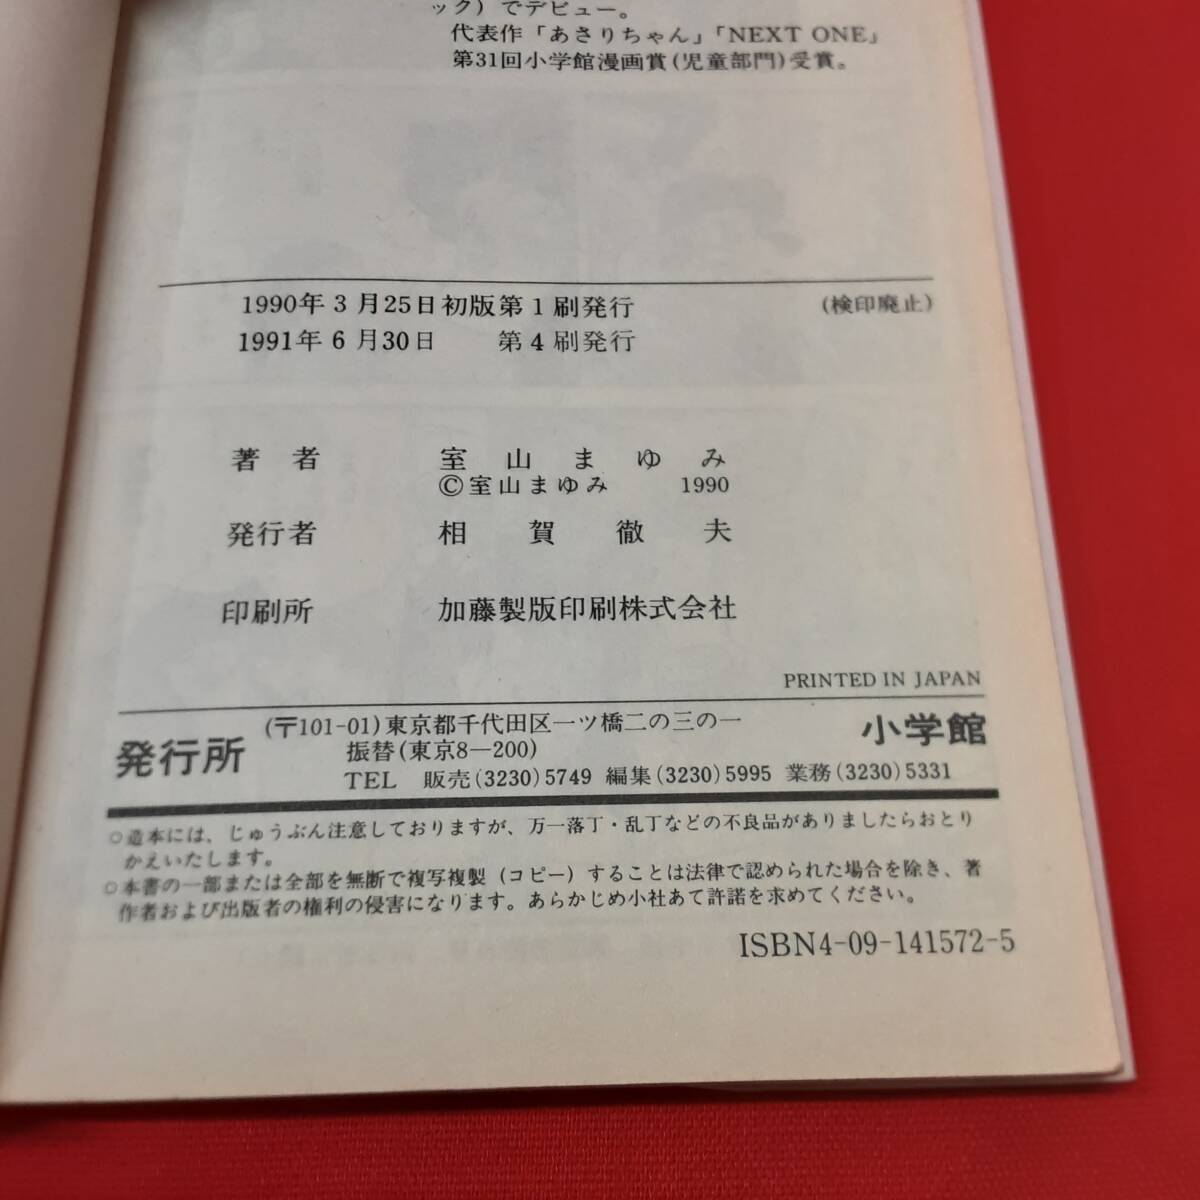 ック)でデビュー。
代表作「あさりちゃん」「NEXT ONE」
第31回小学館漫画賞(児童部門)受賞。
1990年3月25日初版第1刷発行 (検印廃止)
1991年6月30日 第4刷発行
著者 室山まゆみ
©室山まゆみ 1990
発行者 相賀徹夫
印刷所 加藤製版印刷株式会社
PRINTED IN JAPAN
発行所 (〒101-01)東京都千代田区一ツ橋二の三の一 小学館
振替(東京8—200)
TEL 販売(3230)5749 編集(3230)5995 業務(3230)5331
○造本には、じゅうぶん注意しておりますが、万一落丁・乱丁などの不良品がありましたらおとり
かえいたします。
○本書の一部または全部を無断で複写複製(コピー)することは法律で認められた場合を除き、著
作者および出版者の権利の侵害になります。あらかじめ小社あて許諾を求めてください。
ISBN4-09-141572-5